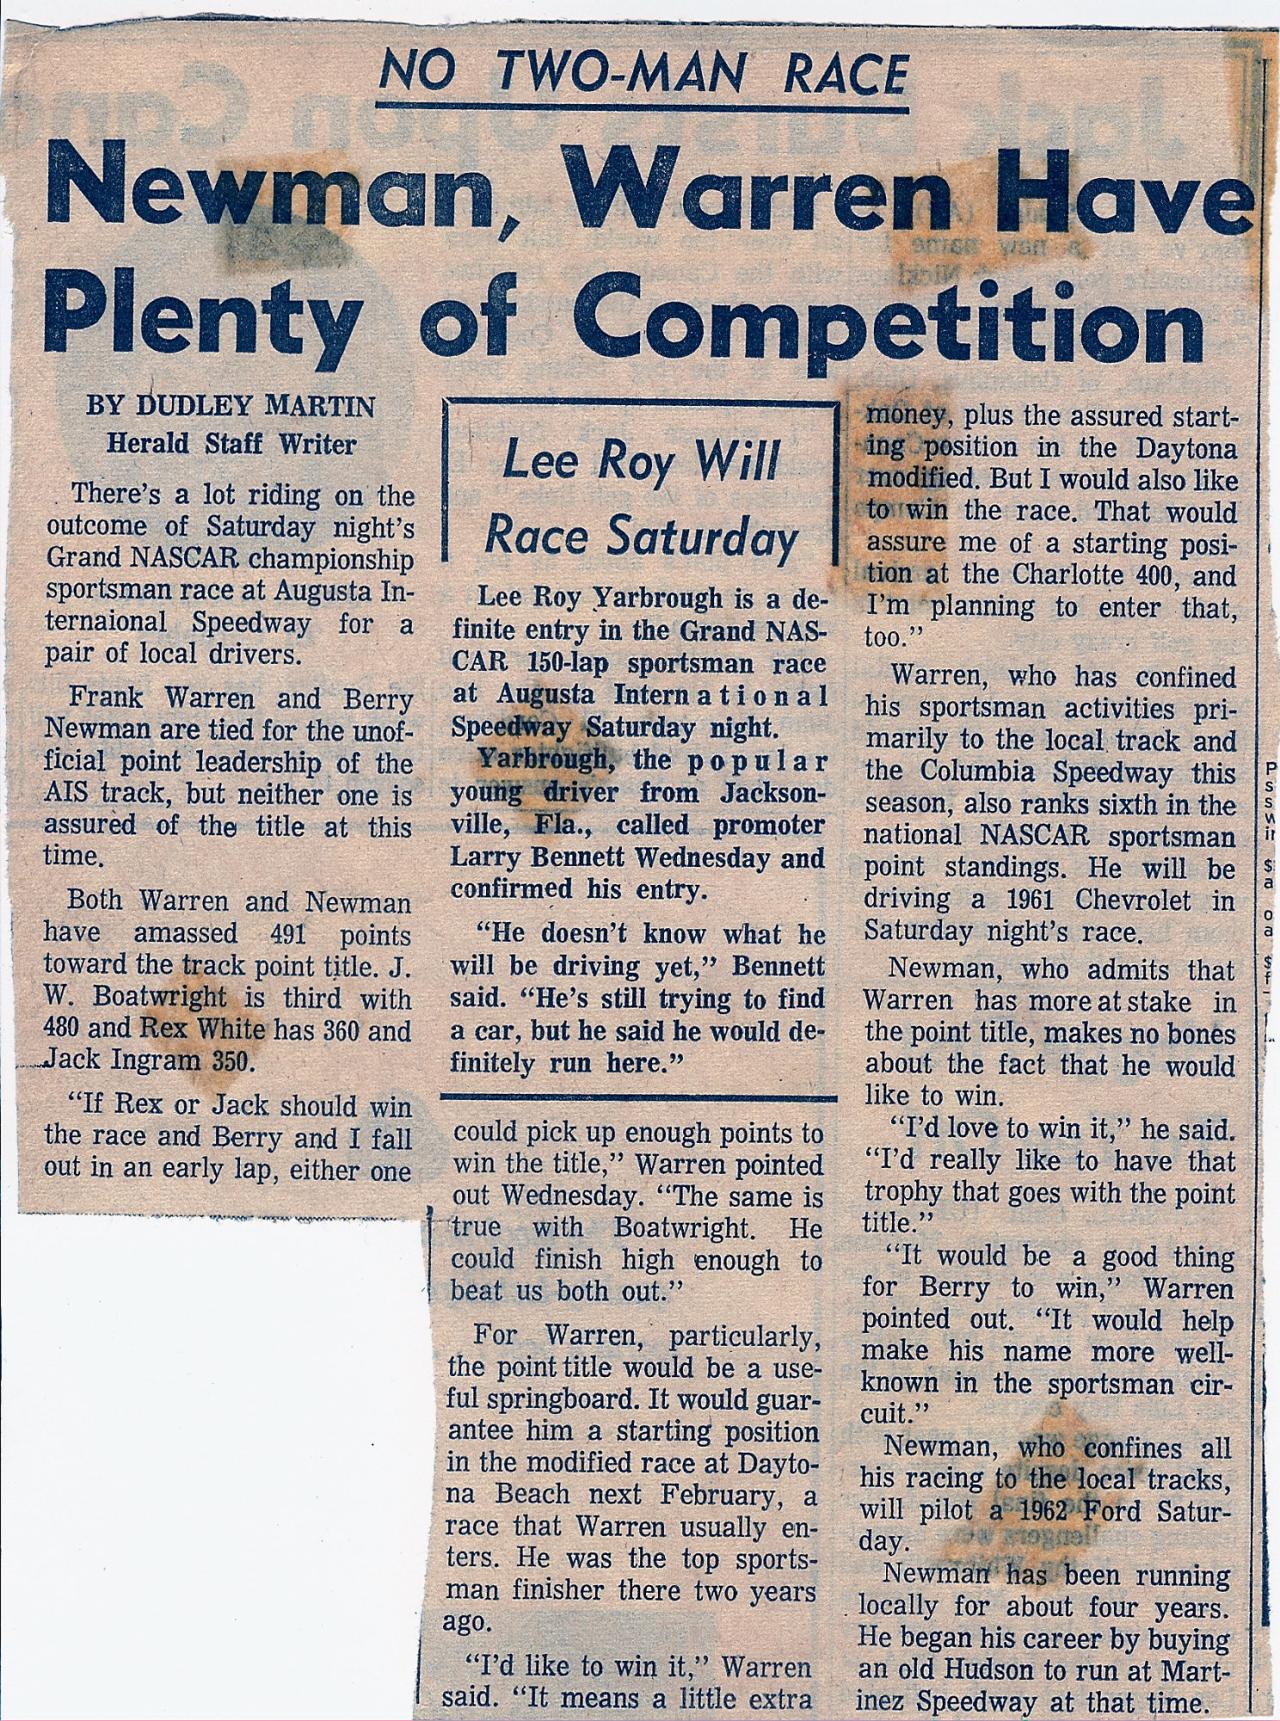 NO TWO-MAN RACE
Newman, Warren Have
Plenty of Competition
BY DUDLEY MARTIN
Herald Staff Writer
There's a lot riding on the
outcome of Saturday night's
Grand NASCAR championship
sportsman race at Augusta In-
ternaional Speedway for a
pair of local drivers.
Frank Warren and Berry
Newman are tied for the unof-
ficial point leadership of the
AIS track, but neither one is
assured of the title at this
time.
Both Warren and Newman
have amassed 491 points
toward the track point title. J.
W. Boatwright is third with
480 and Rex White has 360 and
Jack Ingram 350.
"If Rex or Jack should win
the race and Berry and I fall
out in an early lap, either one
Lee Roy Will
Race Saturday
Lee Roy Yarbrough is a de-
finite entry in the Grand NAS-
CAR 150-lap sportsman race
at Augusta International
Speedway Saturday night.
Yarbrough, the popular
young driver from Jackson-
ville, Fla., called promoter
Larry Bennett Wednesday and
confirmed his entry.
"He doesn't know what he
will be driving yet," Bennett
said. "He's still trying to find
a car, but he said he would de-
finitely run here."
could pick up enough points to
win the title," Warren pointed
out Wednesday. "The same is
true with Boatwright. He
could finish high enough to
beat us both out."
For Warren, particularly,
the point title would be a use-
ful springboard. It would guar-
antee him a starting position
in the modified race at Dayto-
na Beach next February, a
race that Warren usually en-
ters. He was the top sports-
man finisher there two years
ago.
"I'd like to win it," Warren
said. "It means a little extra
money, plus the assured start-
ing position in the Daytona
modified. But I would also like
to win the race. That would
assure me of a starting posi-
tion at the Charlotte 400, and
I'm planning to enter that,
too."
Warren, who has confined
his sportsman activities pri-
marily to the local track and
the Columbia Speedway this
season, also ranks sixth in the
national NASCAR sportsman
point standings. He will be
driving a 1961 Chevrolet in
Saturday night's race.
Newman, who admits that
Warren has more at stake in
the point title, makes no bones
about the fact that he would
like to win.
"I'd love to win it," he said.
"I'd really like to have that
trophy that goes with the point
title."
"It would be a good thing
for Berry to win," Warren
pointed out. "It would help
make his name more well-
known in the sportsman cir-
cuit."
Newman, who confines all
his racing to the local tracks,
will pilot a 1962 Ford Satur-
day.
Newman has been running
locally for about four years.
He began his career by buying
an old Hudson to run at Mart-
inez Speedway at that time.